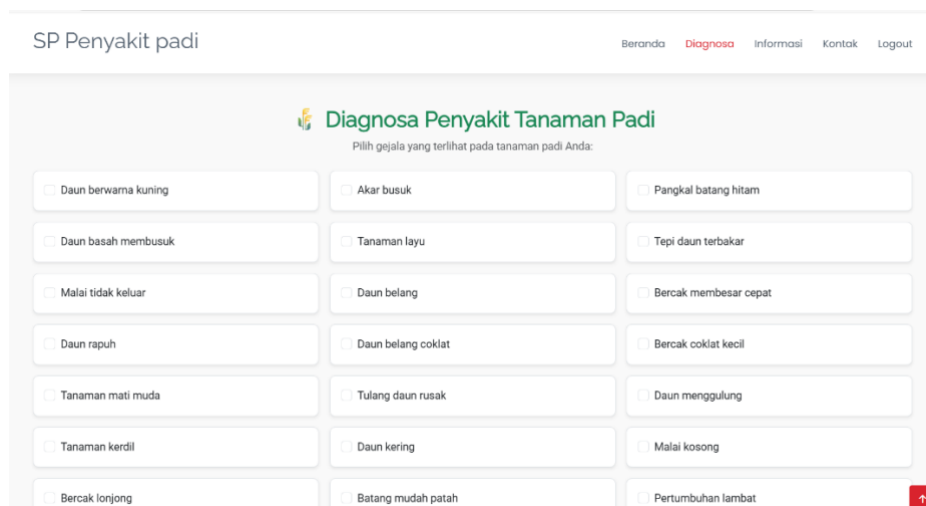 SP Penyakit padi
Beranda Diagnosa Informasi Kontak Logout
Diagnosa Penyakit Tanaman Padi
Pilih gejala yang terlihat pada tanaman padi Anda:
Daun berwarna kuning Akar busuk Pangkal batang hitam
Daun basah membusuk Tanaman layu Tepi daun terbakar
Malai tidak keluar Daun belang Bercak membesar cepat
Daun rapuh Daun belang coklat Bercak coklat kecil
Tanaman mati muda Tulang daun rusak Daun menggulung
Tanaman kerdil Daun kering Malai kosong
Bercak lonjong Batang mudah patah Pertumbuhan lambat